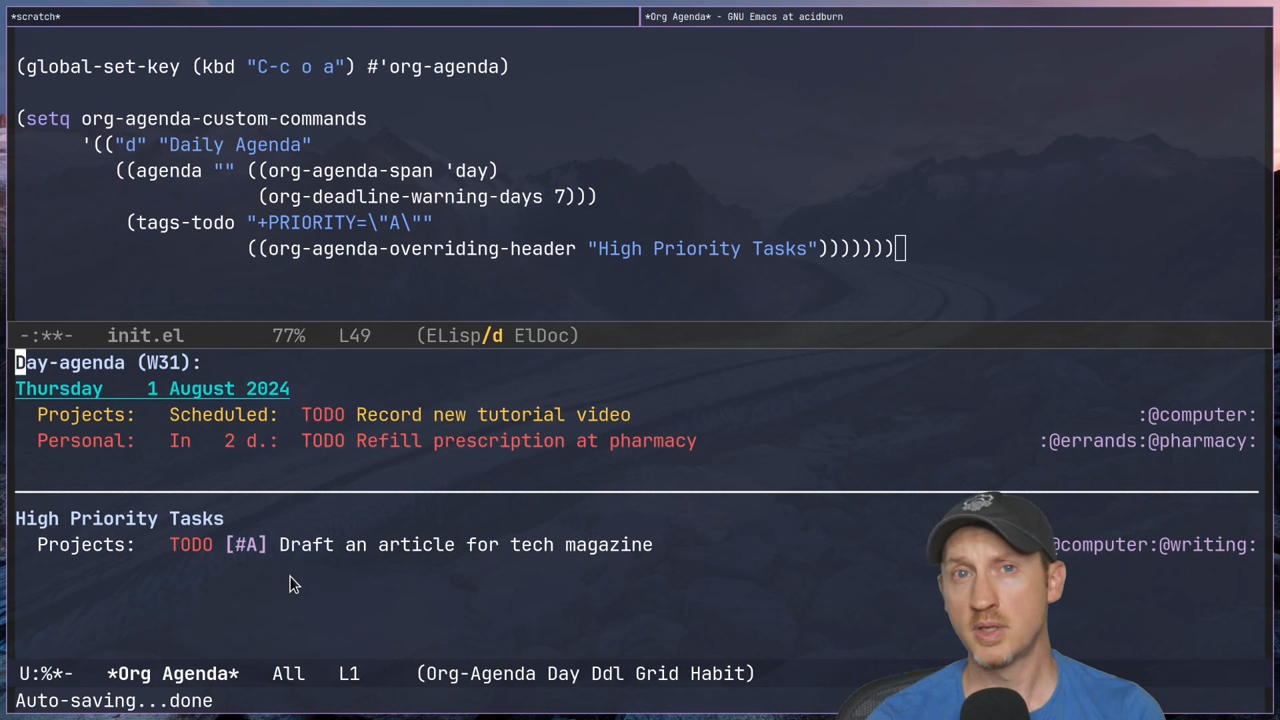 *scratch*
*Org Agenda* - GNU Emacs at acidburn
(global-set-key (kbd "C-c o a") #'org-agenda)
(setq org-agenda-custom-commands
'(("d" "Daily Agenda"
((agenda "" ((org-agenda-span 'day)
(org-deadline-warning-days 7)))
(tags-todo "+PRIORITY=\"A\""
((org-agenda-overriding-header "High Priority Tasks")))))))
-:**- init.el 77% L49 (ELisp/d ElDoc)
Day-agenda (W31):
Thursday 1 August 2024
Projects: Scheduled: TODO Record new tutorial video :@computer:
Personal: In 2 d.: TODO Refill prescription at pharmacy :@errands:@pharmacy:
High Priority Tasks
Projects: TODO [#A] Draft an article for tech magazine @computer:@writing:
U:%*- *Org Agenda* All L1 (Org-Agenda Day Ddl Grid Habit)
Auto-saving...done